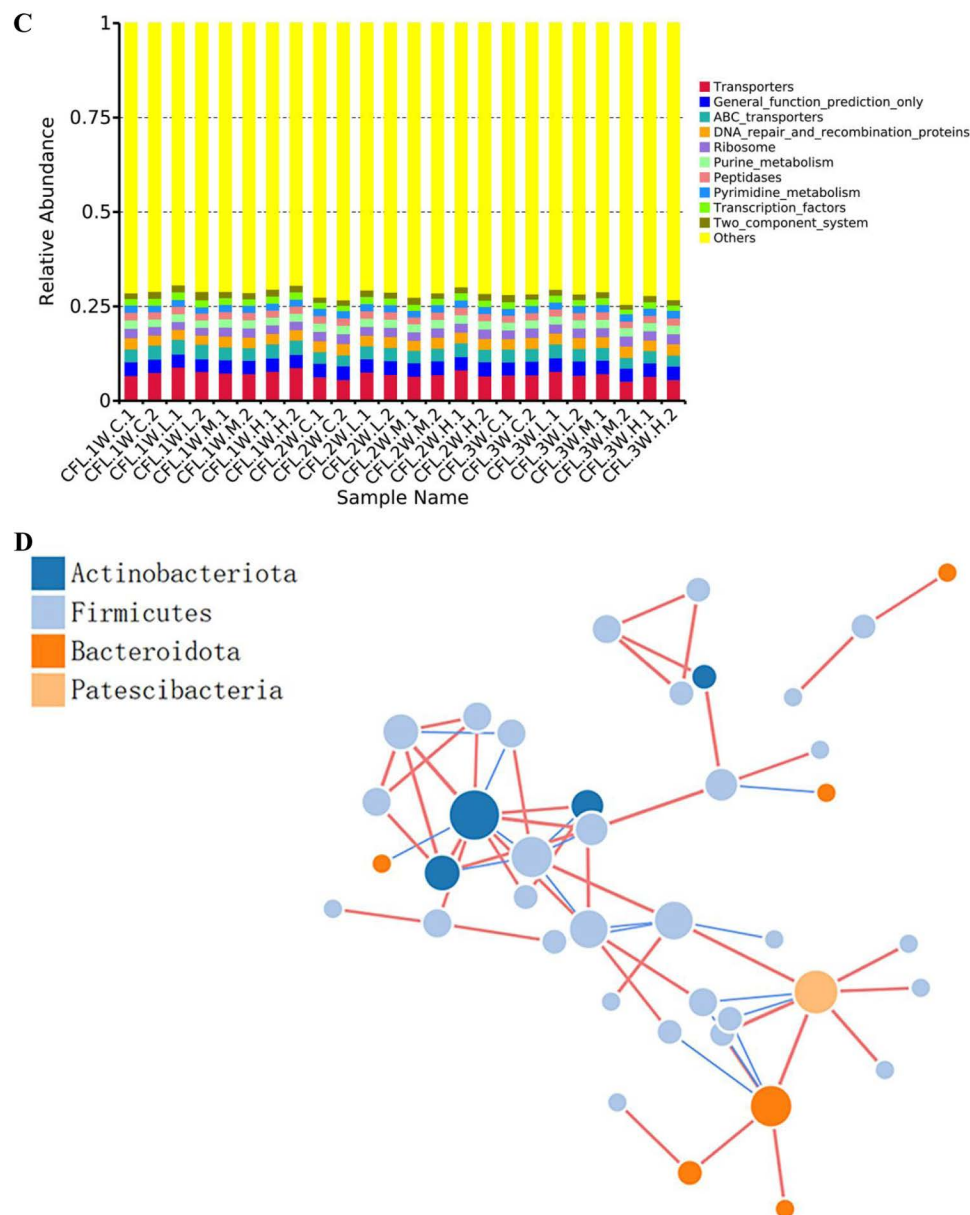 C
1
0.75
0.5
0.25
0
Relative Abundance
Transporters
General_function_prediction_only
ABC_transporters
DNA_repair_and_recombination_proteins
Ribosome
Purine_metabolism
Peptidases
Pyrimidine_metabolism
Transcription_factors
Two_component_system
Others
CFL.1W.C.1
CFL.1W.C.2
CFL.1W.L.1
CFL.1W.L.2
CFL.1W.M.1
CFL.1W.M.2
CFL.1W.H.1
CFL.1W.H.2
CFL.2W.C.1
CFL.2W.C.2
CFL.2W.L.1
CFL.2W.L.2
CFL.2W.M.1
CFL.2W.M.2
CFL.2W.H.1
CFL.2W.H.2
CFL.3W.C.1
CFL.3W.C.2
CFL.3W.L.1
CFL.3W.L.2
CFL.3W.M.1
CFL.3W.M.2
CFL.3W.H.1
CFL.3W.H.2
Sample Name
D
Actinobacteriota
Firmicutes
Bacteroidota
Patescibacteria